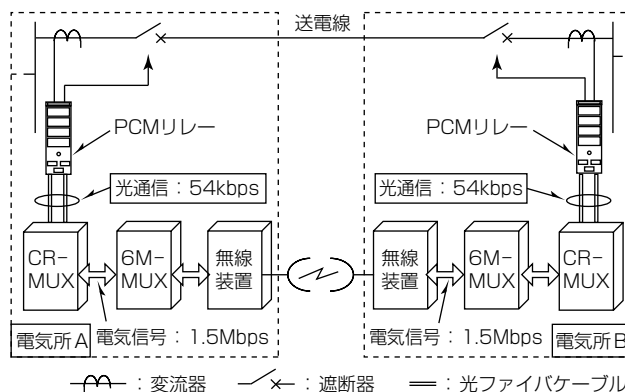 送電線
PCMリレー
PCMリレー
光通信：54kbps
光通信：54kbps
CR-
MUX
6M-
MUX
無線
装置
無線
装置
6M-
MUX
CR-
MUX
電気所A
電気信号：1.5Mbps
電気信号：1.5Mbps
電気所B
：変流器
：遮断器
：光ファイバケーブル